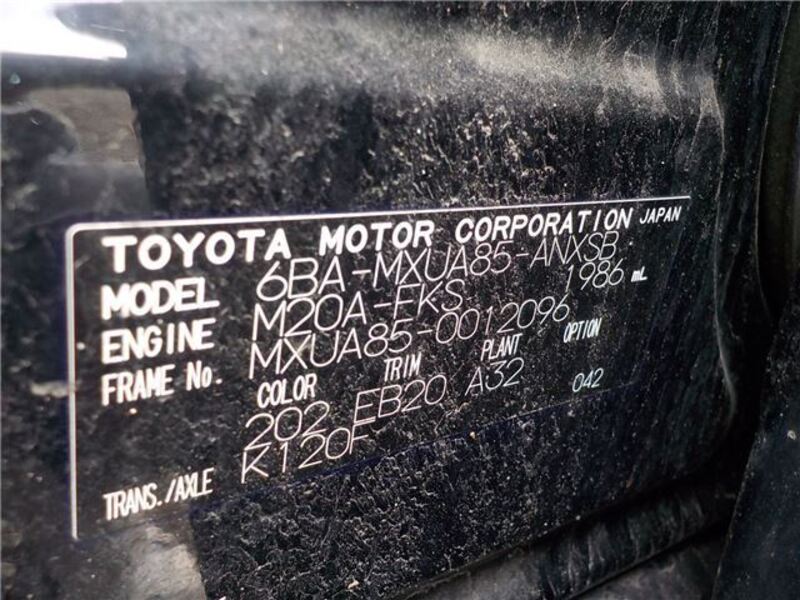 TOYOTA MOTOR CORPORATION JAPAN
MODEL 6BA-MXUA85-ANXSB
ENGINE M20A-FKS 1986 mL
FRAME No. MXUA85-0012096
COLOR TRIM PLANT OPTION
202 EB20 A32 042
TRANS./AXLE K120F